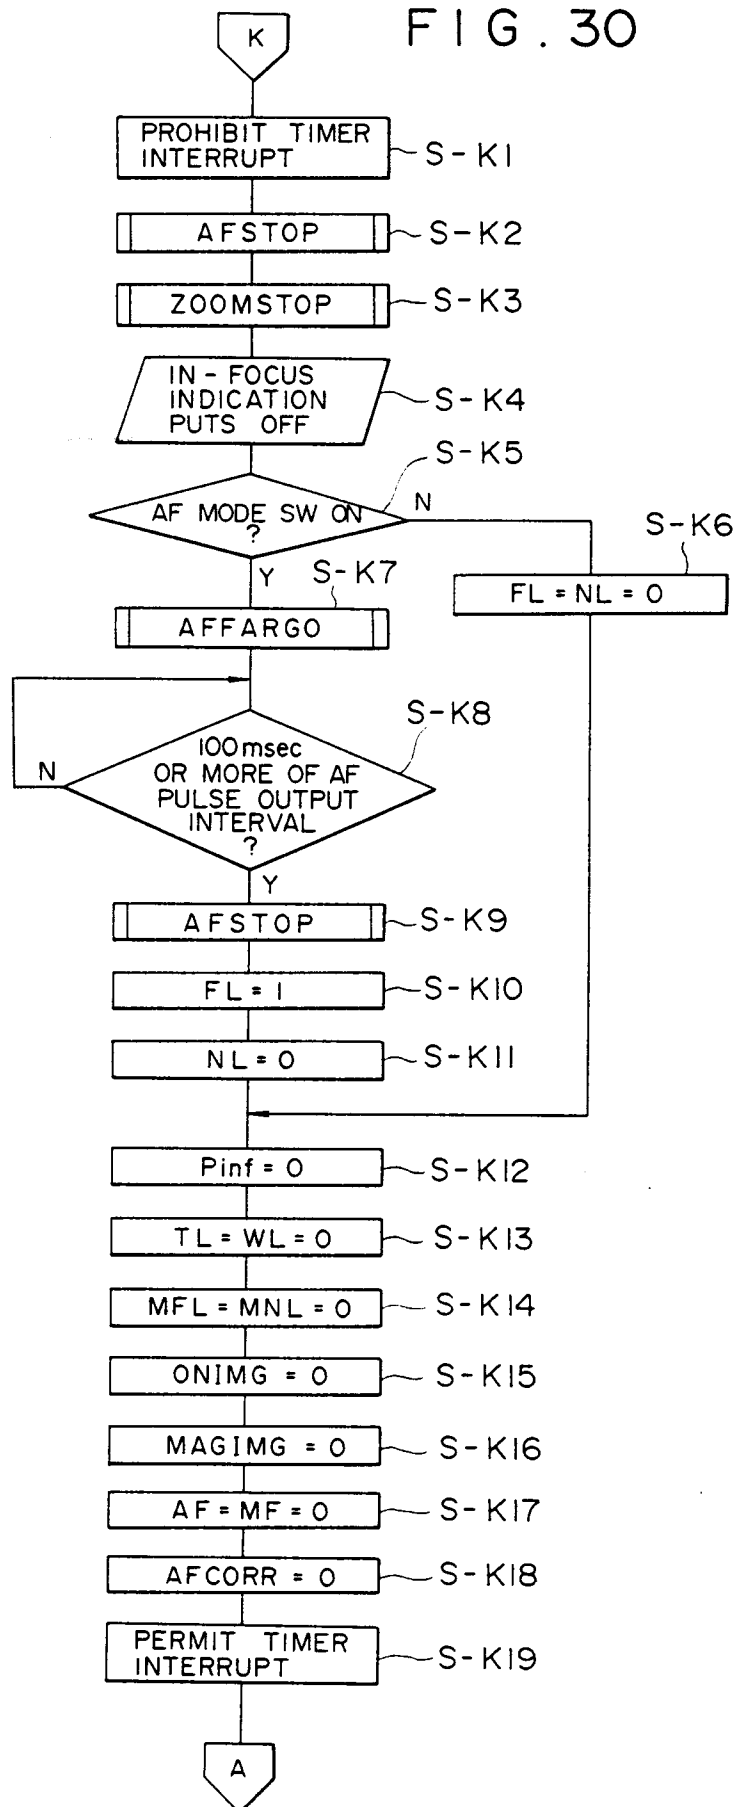 FIG. 30
K
PROHIBIT TIMER
INTERRUPT
S-K1
AFSTOP
S-K2
ZOOMSTOP
S-K3
IN-FOCUS
INDICATION
PUTS OFF
S-K4
S-K5
AF MODE SW ON
?
N
Y
S-K6
FL = NL = 0
S-K7
AFFARGO
S-K8
100msec
OR MORE OF AF
PULSE OUTPUT
INTERVAL
?
N
Y
AFSTOP
S-K9
FL = 1
S-K10
NL = 0
S-K11
Pinf = 0
S-K12
TL = WL = 0
S-K13
MFL = MNL = 0
S-K14
ONIMG = 0
S-K15
MAGIMG = 0
S-K16
AF = MF = 0
S-K17
AFCORR = 0
S-K18
PERMIT TIMER
INTERRUPT
S-K19
A